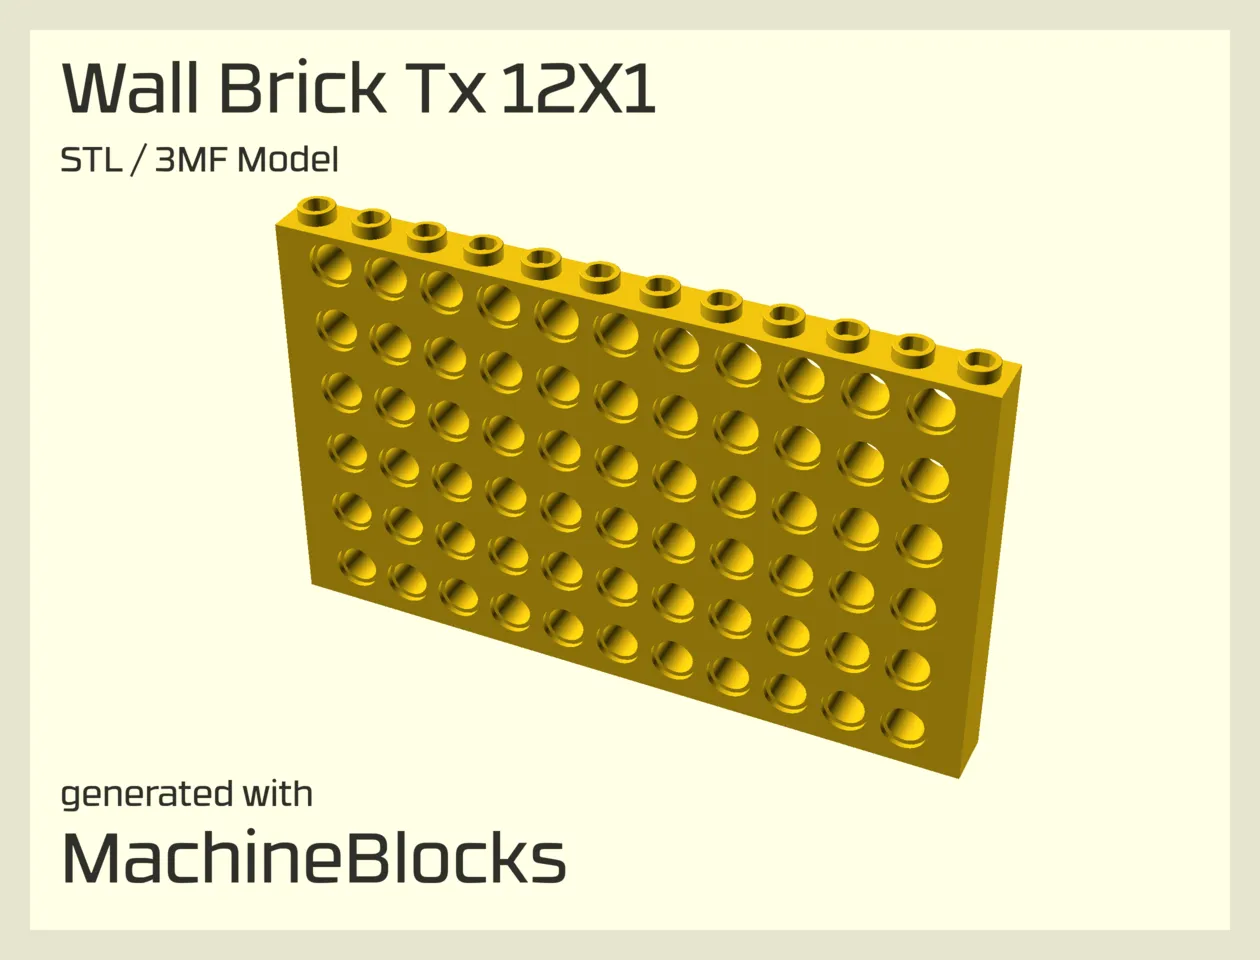 Wall Brick Tx 12X1
STL / 3MF Model
generated with
MachineBlocks